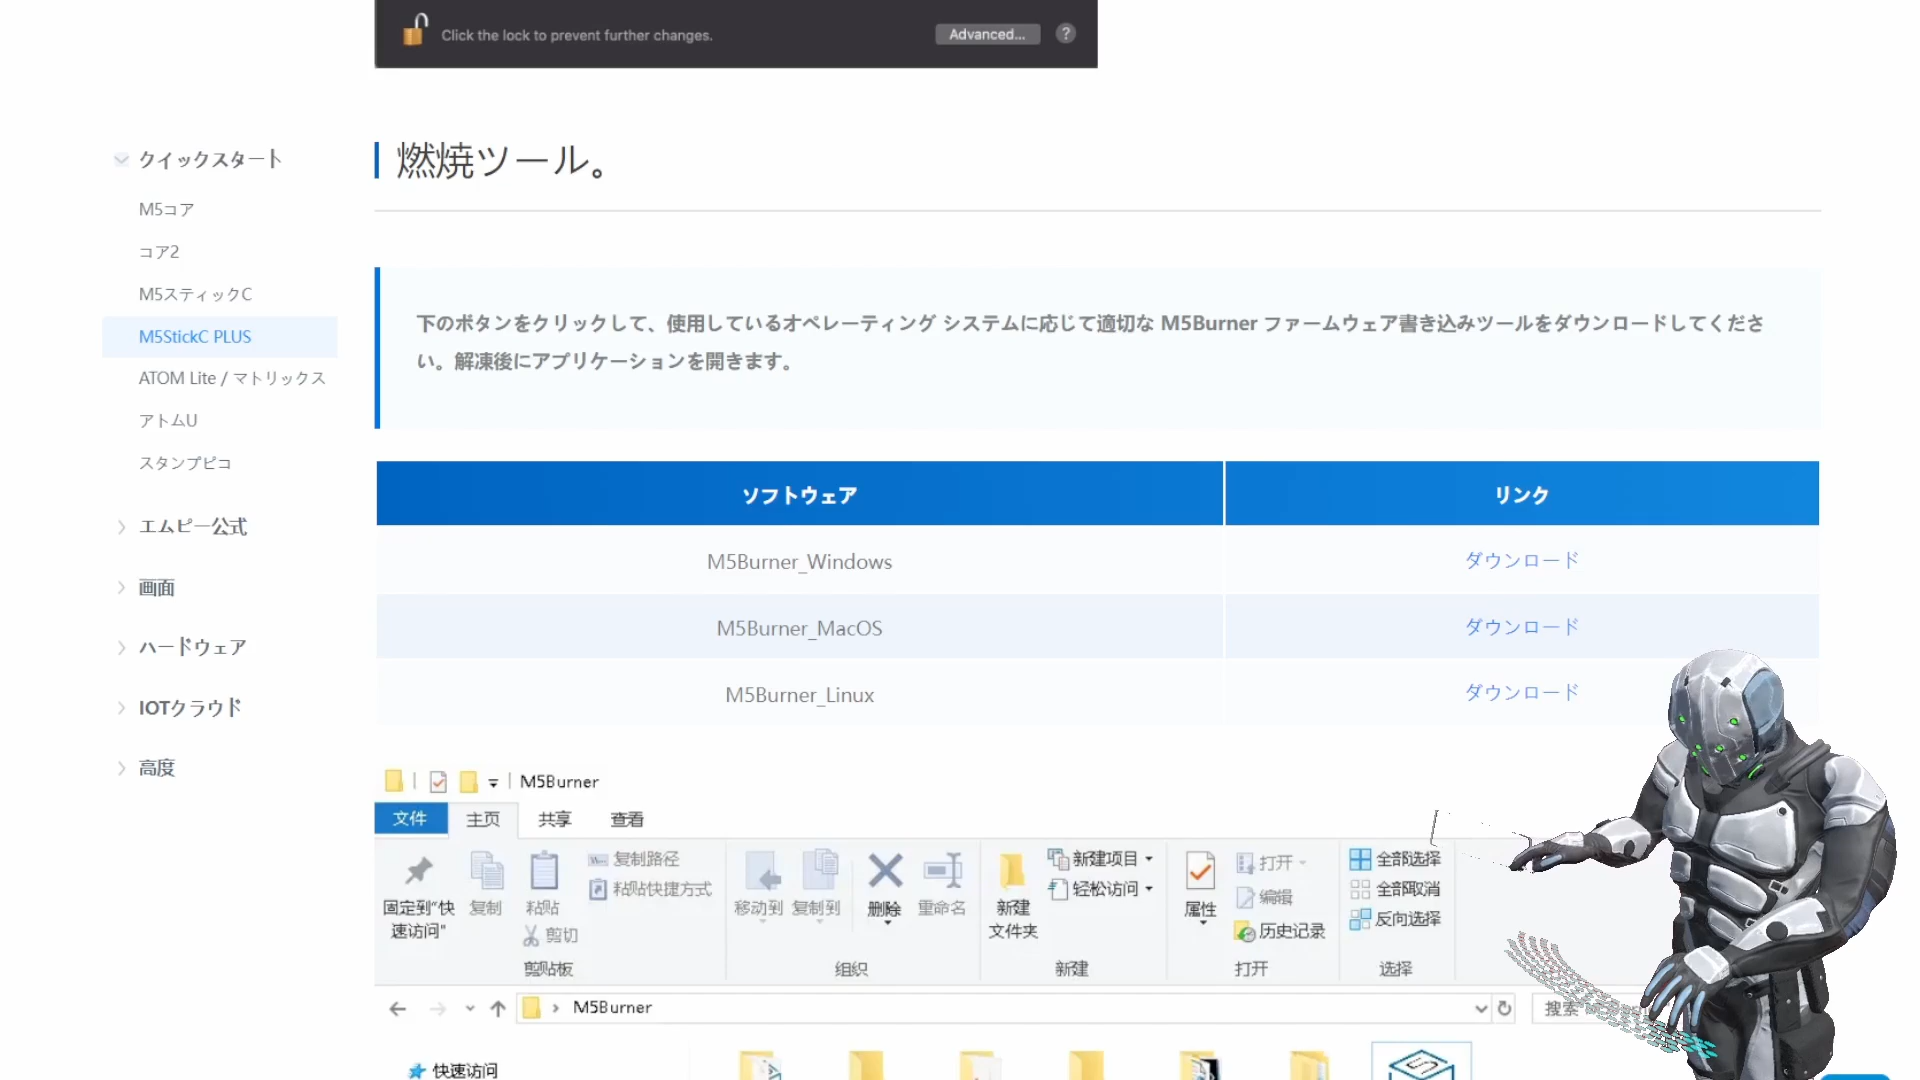 Click the lock to prevent further changes.
Advanced...
?
クイックスタート
M5コア
コア2
M5スティックC
M5StickC PLUS
ATOM Lite / マトリックス
アトムU
スタンプピコ
エムピー公式
画面
ハードウェア
IOTクラウド
高度
燃焼ツール。
下のボタンをクリックして、使用しているオペレーティング システムに応じて適切な M5Burner ファームウェア書き込みツールをダウンロードしてくださ
い。解凍後にアプリケーションを開きます。
ソフトウェア リンク
M5Burner_Windows ダウンロード
M5Burner_MacOS ダウンロード
M5Burner_Linux ダウンロード
M5Burner
文件 主页 共享 查看
固定到"快
速访问"
复制
粘贴
复制路径
粘贴快捷方式
剪切
剪贴板
移动到 复制到 删除 重命名
组织
新建
文件夹
新建项目
轻松访问
新建
属性
打开
编辑
历史记录
打开
全部选择
全部取消
反向选择
选择
M5Burner
搜索
快速访问